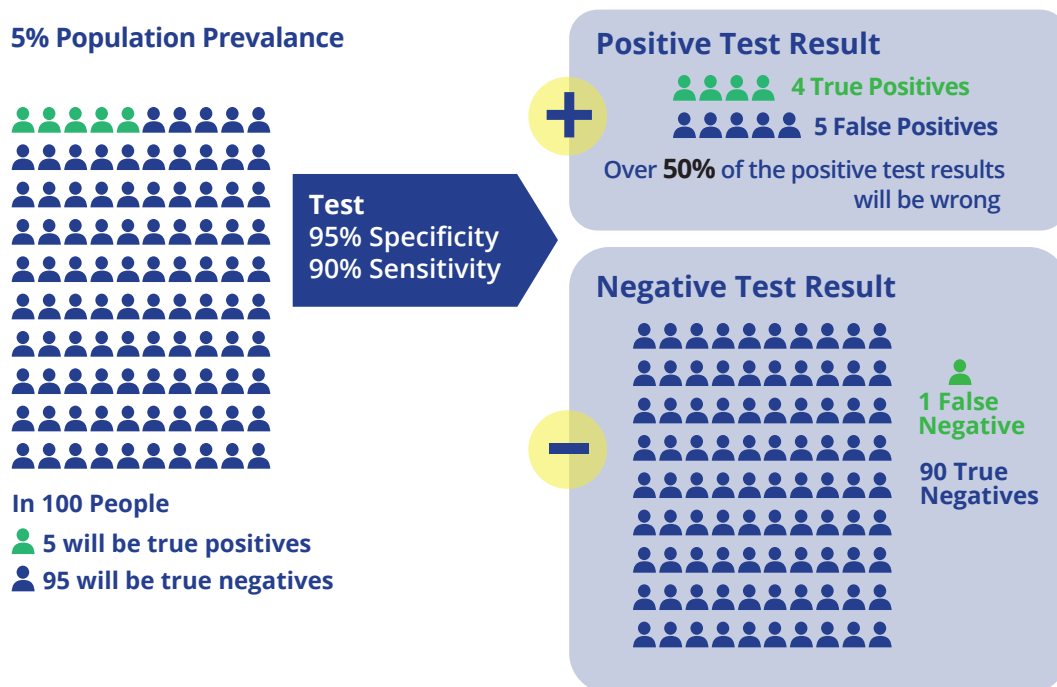 5% Population Prevalance
In 100 People
5 will be true positives
95 will be true negatives
Test
95% Specificity
90% Sensitivity
Positive Test Result
4 True Positives
5 False Positives
Over 50% of the positive test results
will be wrong
Negative Test Result
1 False
Negative
90 True
Negatives